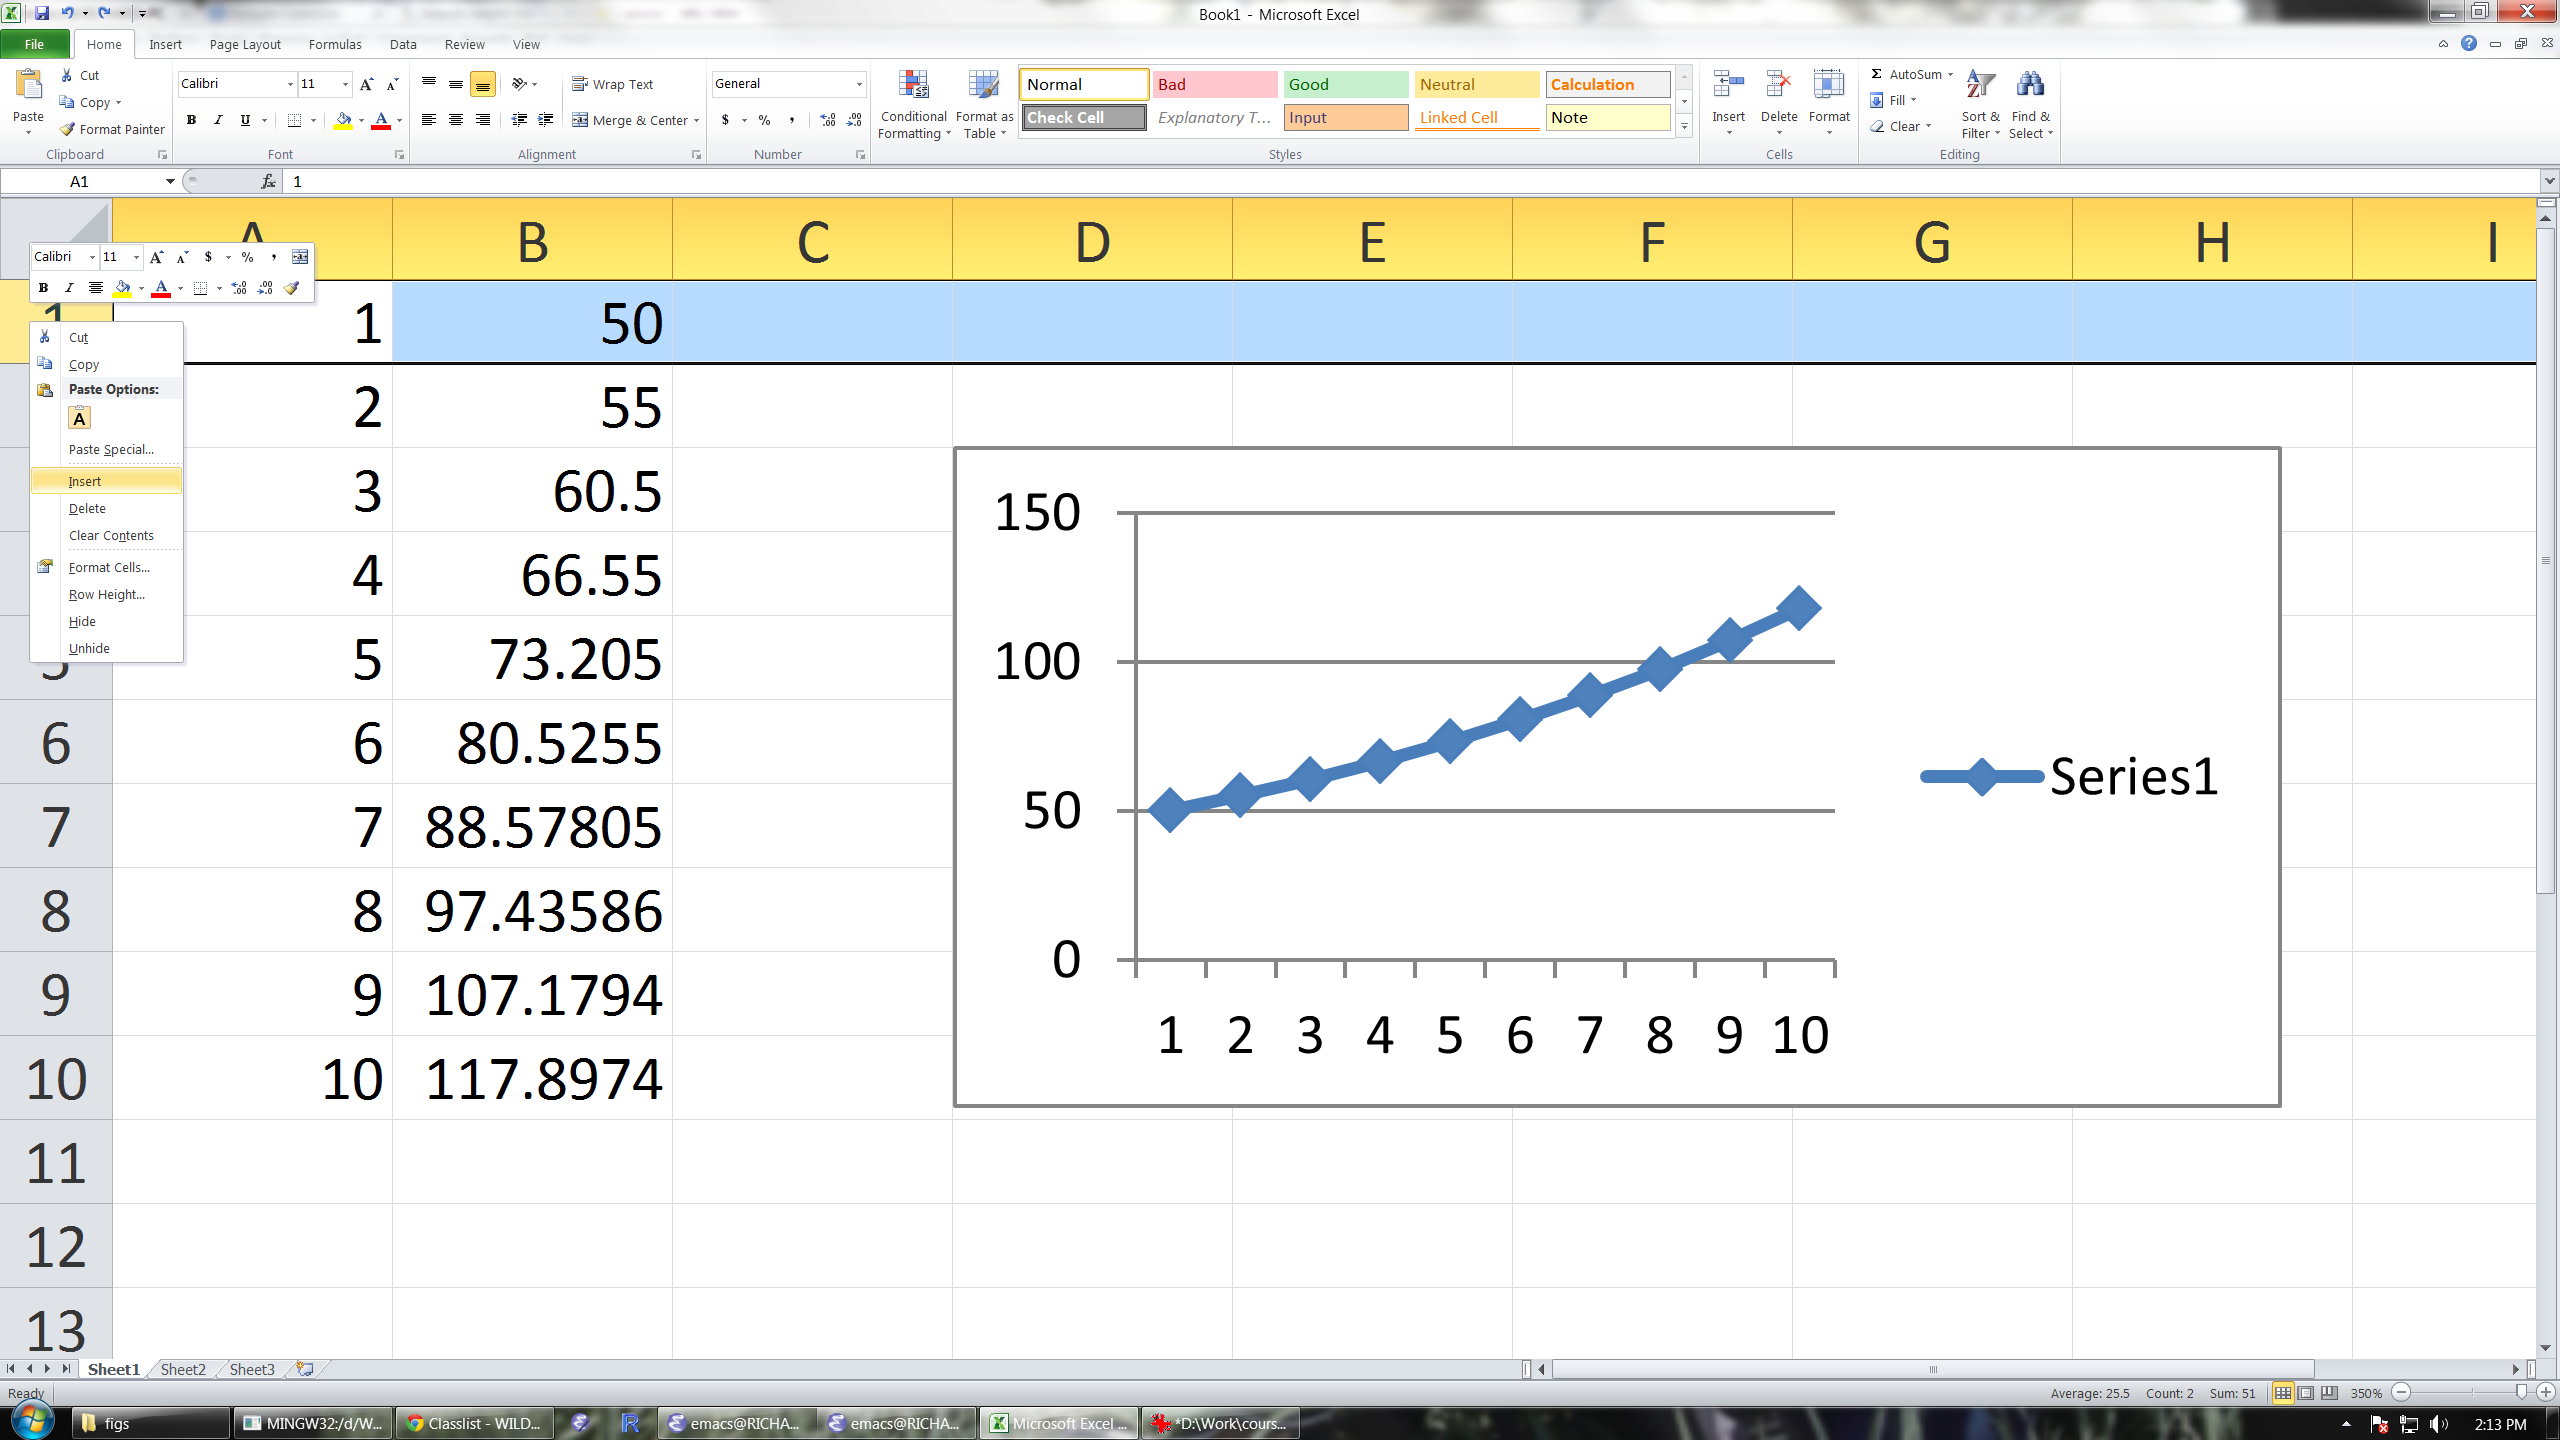 Book1 - Microsoft Excel
File Home Insert Page Layout Formulas Data Review View
Paste
Cut
Copy
Format Painter
Clipboard
Calibri 11
B I U A
Font
Wrap Text
Merge & Center
Alignment
General
$ % ,
Number
Conditional Formatting
Format as Table
Normal Bad Good Neutral Calculation
Check Cell Explanatory T... Input Linked Cell Note
Styles
Insert Delete Format
Cells
AutoSum
Fill
Clear
Sort & Filter
Find & Select
Editing
A1 fx 1
A B C D E F G H I
Calibri 11 A A $ % ,
B I A
1 1 50
2 55
3 60.5
4 66.55
5 5 73.205
6 6 80.5255
7 7 88.57805
8 8 97.43586
9 9 107.1794
10 10 117.8974
11
12
13
Cut
Copy
Paste Options:
A
Paste Special...
Insert
Delete
Clear Contents
Format Cells...
Row Height...
Hide
Unhide
150
100
50
0
1 2 3 4 5 6 7 8 9 10
Series1
Sheet1 Sheet2 Sheet3
Ready Average: 25.5 Count: 2 Sum: 51 350%
figs MINGW32:/d/W... Classlist - WILD... R emacs@RICHA... emacs@RICHA... Microsoft Excel ... *D:\Work\cours... 2:13 PM